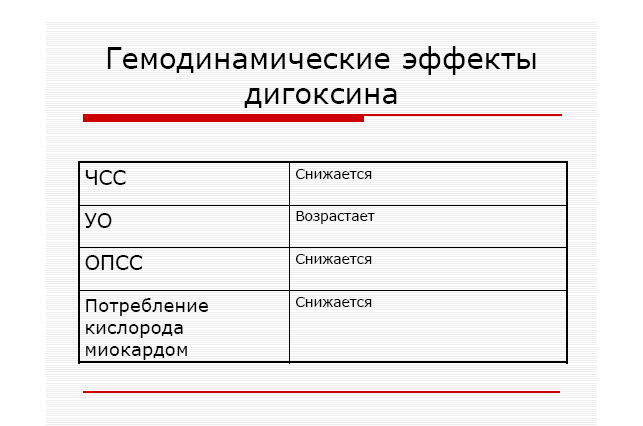 Гемодинамические эффекты
дигоксина
ЧСС
Снижается
УО
Возрастает
ОПСС
Снижается
Потребление
кислорода
миокардом
Снижается